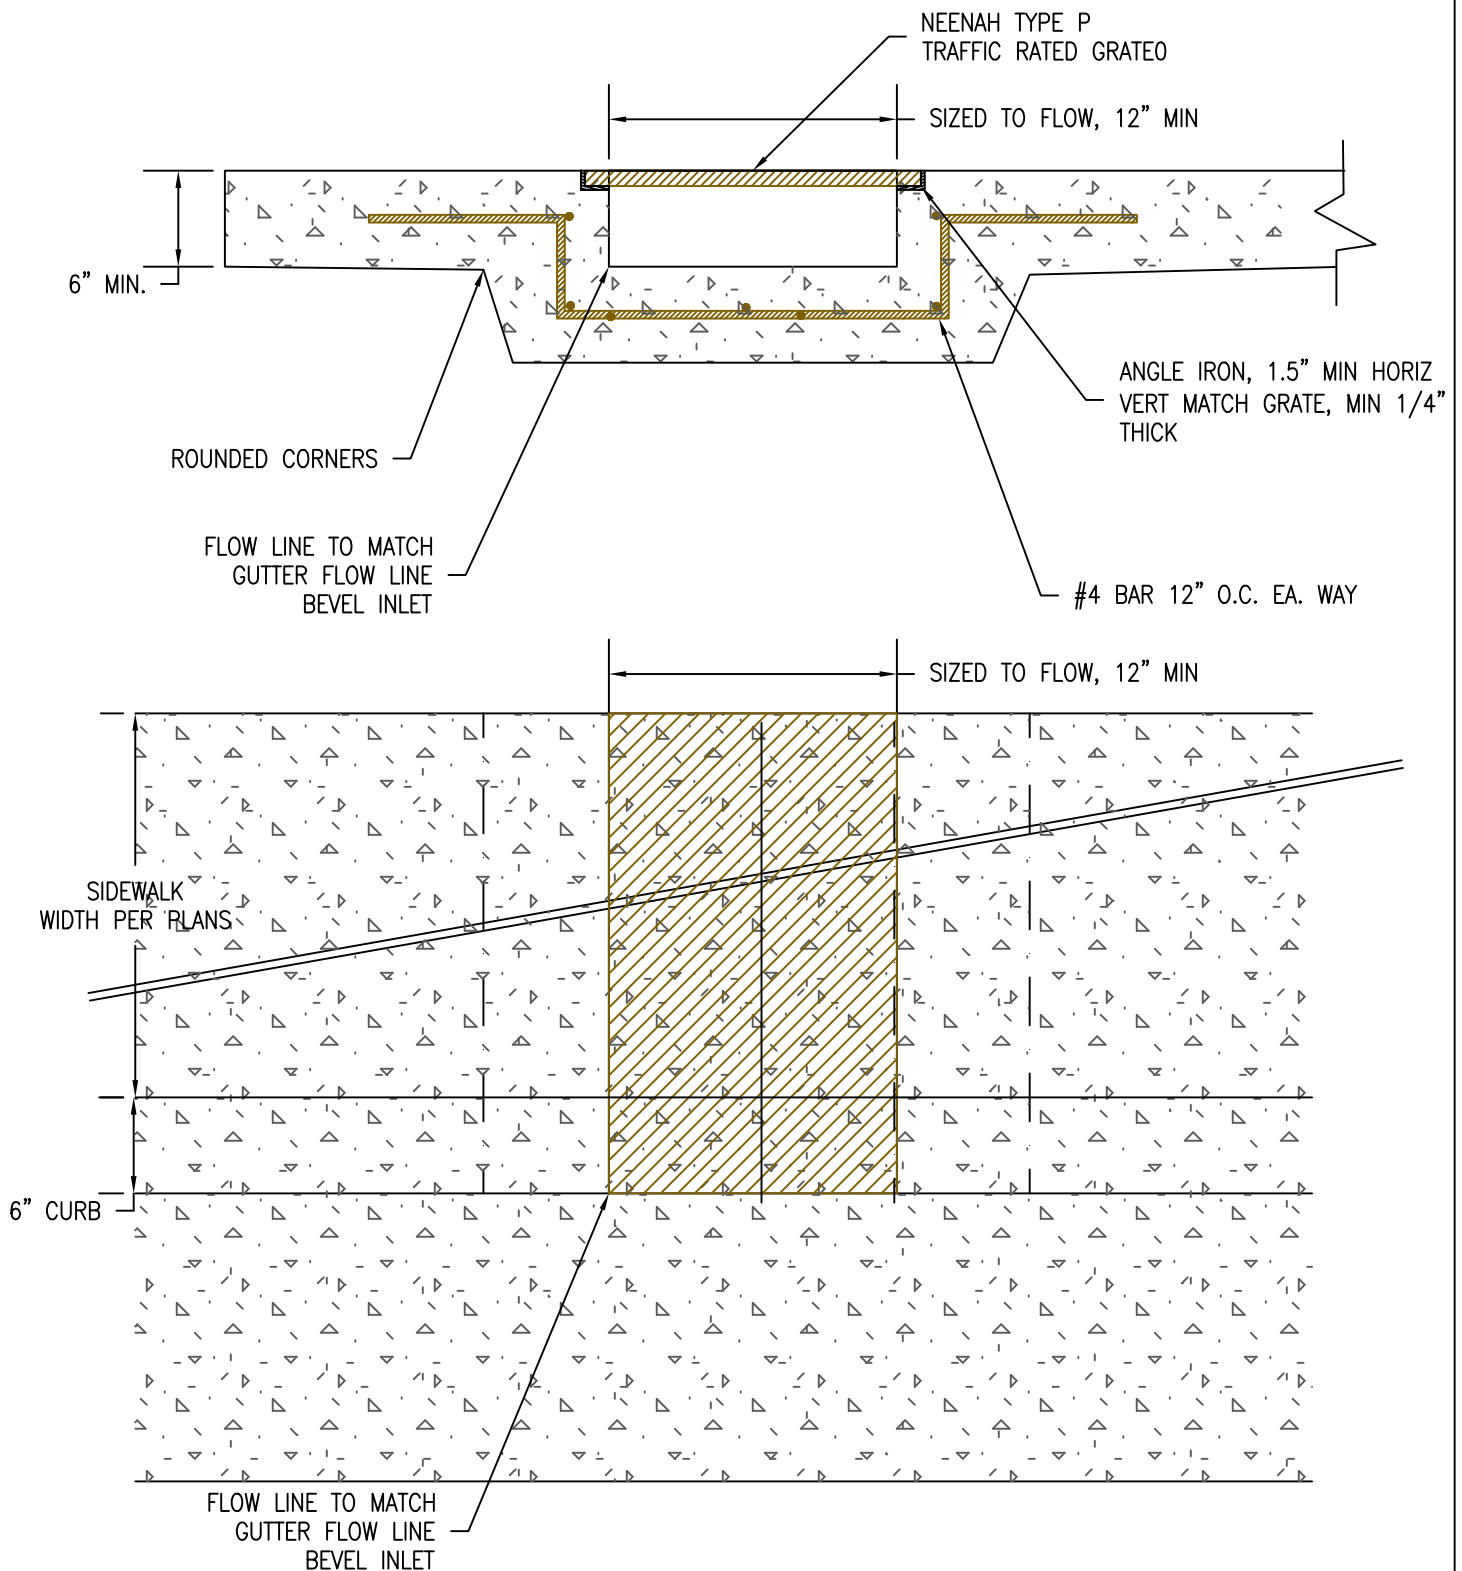 NEENAH TYPE P
TRAFFIC RATED GRATEO
SIZED TO FLOW, 12" MIN
6" MIN.
ANGLE IRON, 1.5" MIN HORIZ
VERT MATCH GRATE, MIN 1/4"
THICK
ROUNDED CORNERS
FLOW LINE TO MATCH
GUTTER FLOW LINE
BEVEL INLET
#4 BAR 12" O.C. EA. WAY
SIZED TO FLOW, 12" MIN
SIDEWALK
WIDTH PER PLANS
6" CURB
FLOW LINE TO MATCH
GUTTER FLOW LINE
BEVEL INLET